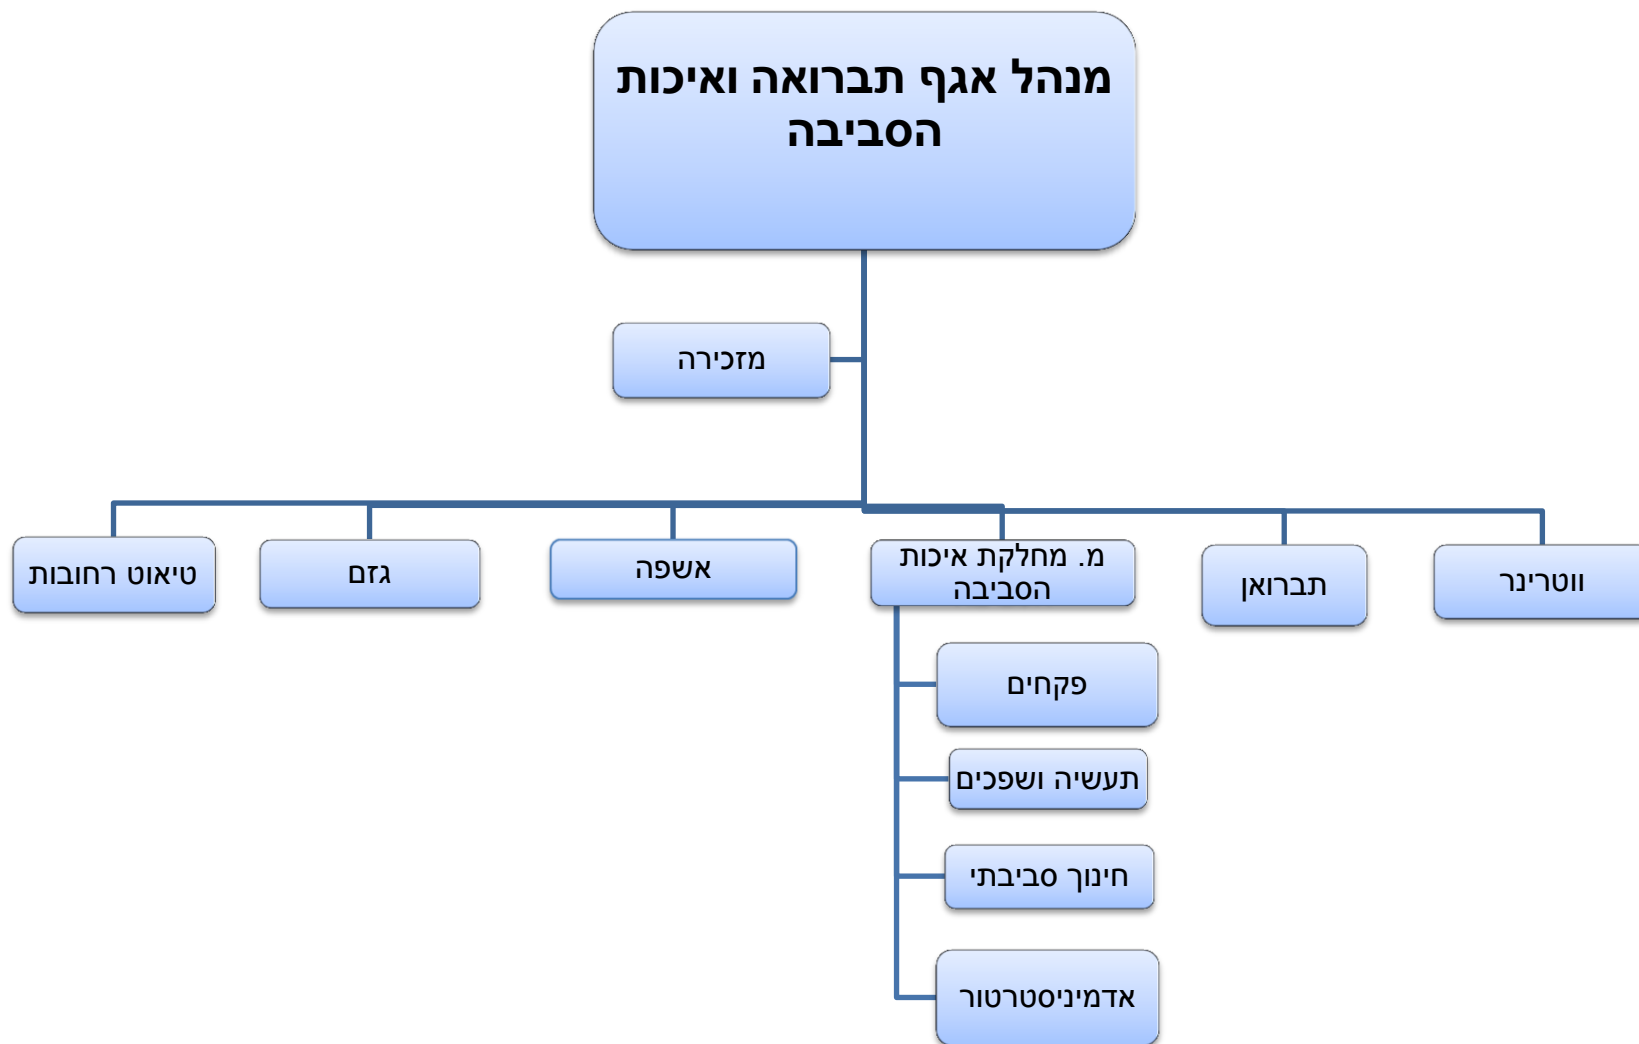 מנהל אגף תברואה ואיכות
הסביבה
מזכירה
ווטרינר
תברואן
מ. מחלקת איכות
הסביבה
אשפה
גזם
טיאוט רחובות
פקחים
תעשיה ושפכים
חינוך סביבתי
אדמיניסטרטור